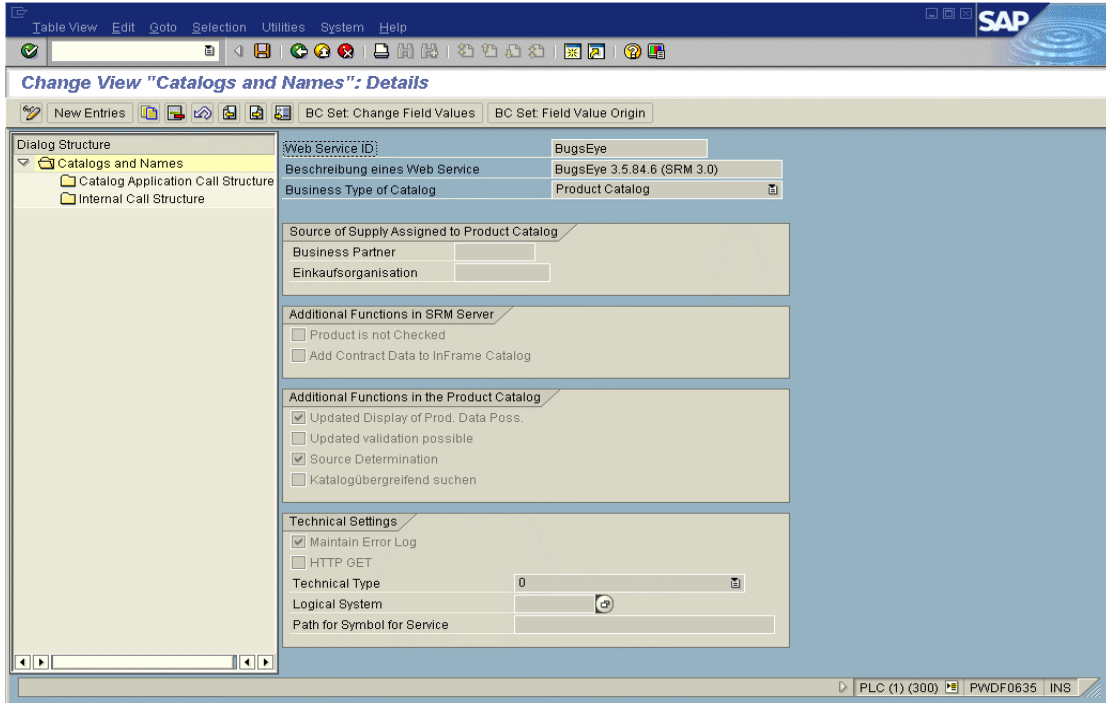 Table View Edit Goto Selection Utilities System Help
SAP
Change View "Catalogs and Names": Details
New Entries BC Set: Change Field Values BC Set: Field Value Origin
Dialog Structure
Catalogs and Names
Catalog Application Call Structure
Internal Call Structure
Web Service ID BugsEye
Beschreibung eines Web Service BugsEye 3.5.84.6 (SRM 3.0)
Business Type of Catalog Product Catalog
Source of Supply Assigned to Product Catalog
Business Partner
Einkaufsorganisation
Additional Functions in SRM Server
Product is not Checked
Add Contract Data to InFrame Catalog
Additional Functions in the Product Catalog
Updated Display of Prod. Data Poss.
Updated validation possible
Source Determination
Katalogübergreifend suchen
Technical Settings
Maintain Error Log
HTTP GET
Technical Type 0
Logical System
Path for Symbol for Service
PLC (1) (300) PWDF0635 INS